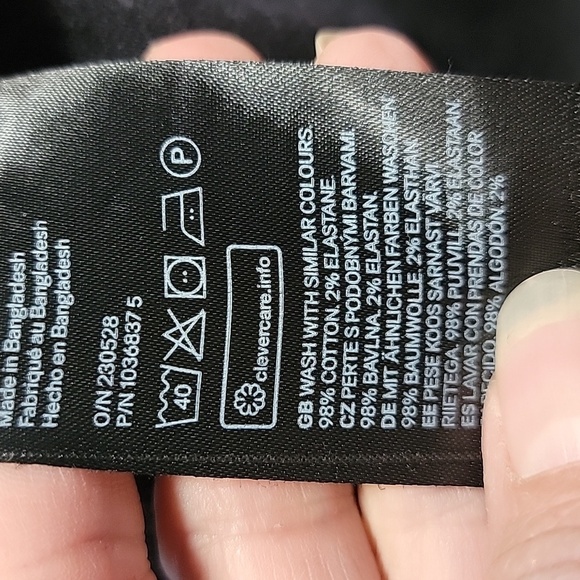 Made in Bangladesh
Fabriqué au Bangladesh
Hecho en Bangladesh
O/N 230528
P/N 10368375
40
P
clevercare.info
GB WASH WITH SIMILAR COLOURS.
98% COTTON. 2% ELASTANE.
CZ PERTE S PODOBNÝMI BARVAMI.
98% BAVLNA. 2% ELASTAN.
DE MIT ÄHNLICHEN FARBEN WASCHEN
98% BAUMWOLLE. 2% ELASTHAN.
EE PESE KOOS SARNAST VÄRVI
RIIETEGA. 98% PUUVILL. 2% ELASTAAN.
ES LAVAR CON PRENDAS DE COLOR
98% ALGODÓN. 2%